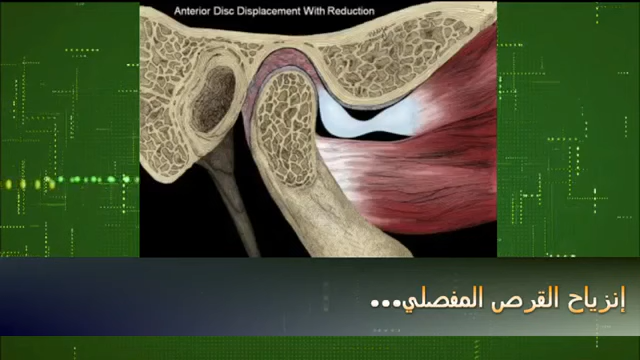 Anterior Disc Displacement With Reduction
إنزياح القرص المفصلي...